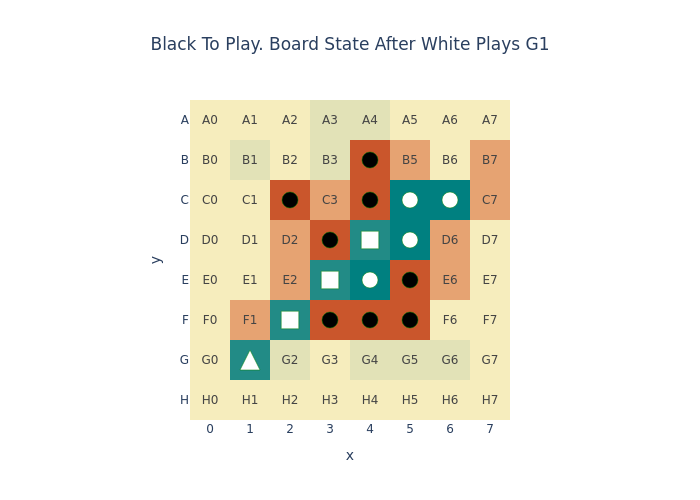 Black To Play. Board State After White Plays G1
A A0 A1 A2 A3 A4 A5 A6 A7
B B0 B1 B2 B3 B5 B6 B7
C C0 C1 C3 C7
D D0 D1 D2 D6 D7
E E0 E1 E2 E6 E7
F F0 F1 F6 F7
G G0 G2 G3 G4 G5 G6 G7
H H0 H1 H2 H3 H4 H5 H6 H7
0 1 2 3 4 5 6 7
x
y